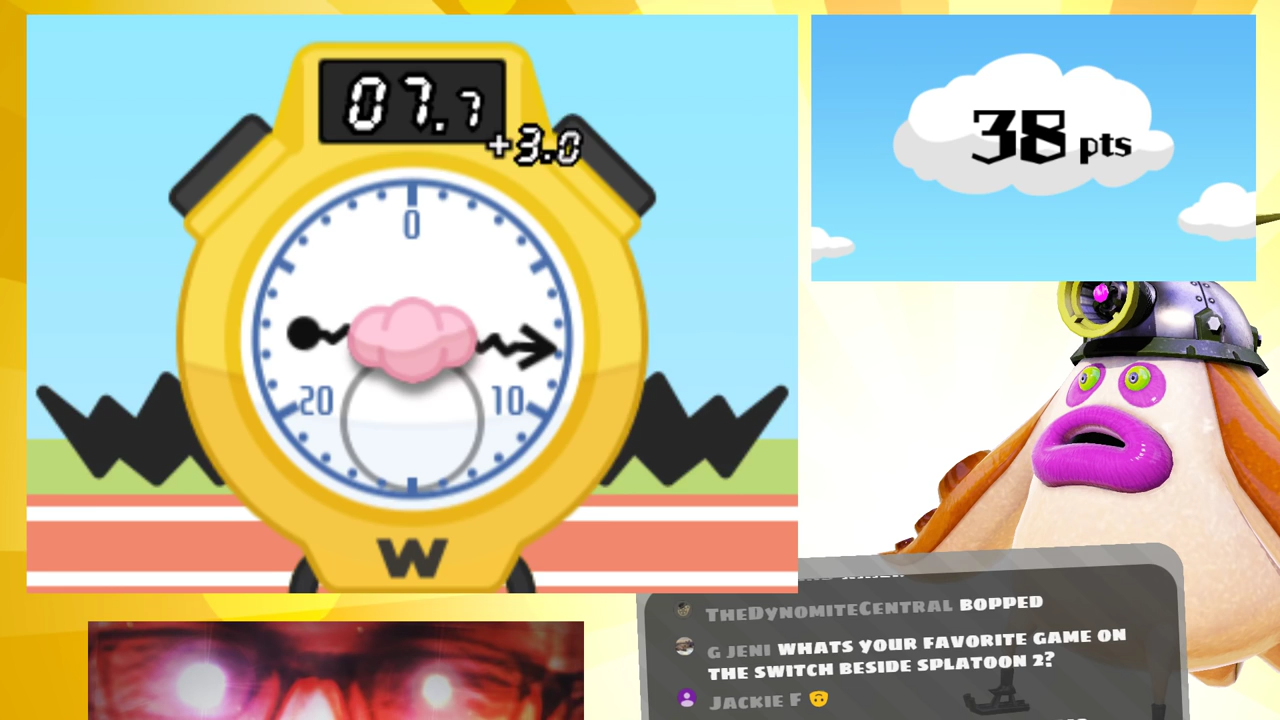 07.7
+3.0
0
20
10
W
38 pts
TheDynomiteCentral BOPPED
G Jeni WHATS YOUR FAVORITE GAME ON
THE SWITCH BESIDE SPLATOON 2?
Jackie F 🙃